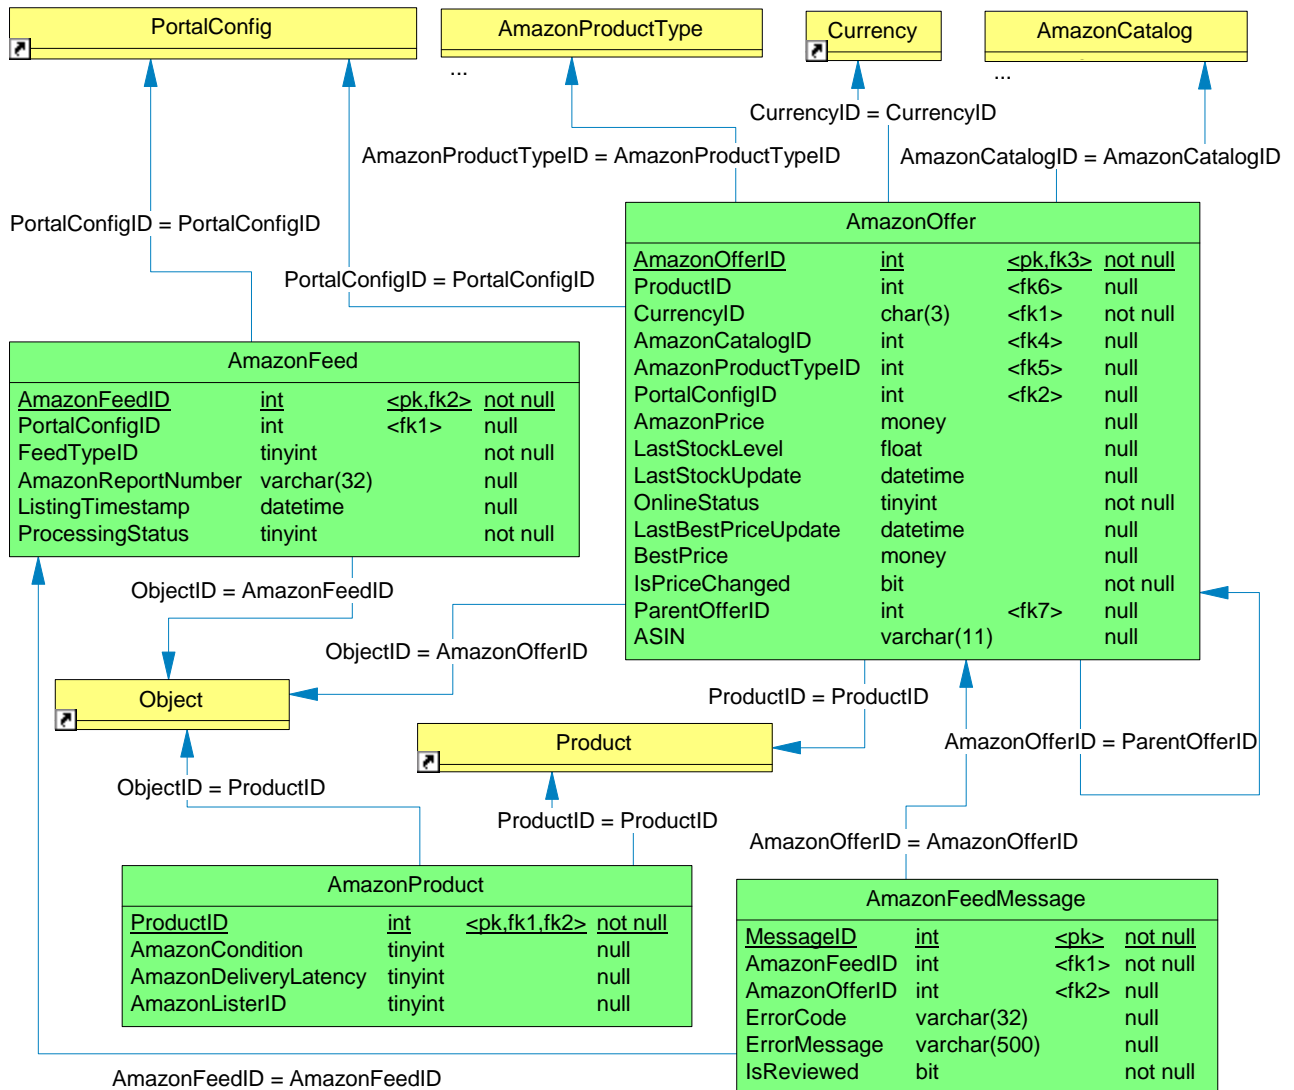 PortalConfig
AmazonProductType
Currency
AmazonCatalog
...
...
CurrencyID = CurrencyID
AmazonProductTypeID = AmazonProductTypeID
AmazonCatalogID = AmazonCatalogID
PortalConfigID = PortalConfigID
PortalConfigID = PortalConfigID
AmazonOffer
AmazonOfferID int <pk,fk3> not null
ProductID int <fk6> null
CurrencyID char(3) <fk1> not null
AmazonCatalogID int <fk4> null
AmazonProductTypeID int <fk5> null
PortalConfigID int <fk2> null
AmazonPrice money null
LastStockLevel float null
LastStockUpdate datetime null
OnlineStatus tinyint not null
LastBestPriceUpdate datetime null
BestPrice money null
IsPriceChanged bit not null
ParentOfferID int <fk7> null
ASIN varchar(11) null
AmazonFeed
AmazonFeedID int <pk,fk2> not null
PortalConfigID int <fk1> null
FeedTypeID tinyint not null
AmazonReportNumber varchar(32) null
ListingTimestamp datetime null
ProcessingStatus tinyint not null
ObjectID = AmazonFeedID
ObjectID = AmazonOfferID
Object
ProductID = ProductID
Product
AmazonOfferID = ParentOfferID
ObjectID = ProductID
ProductID = ProductID
AmazonOfferID = AmazonOfferID
AmazonProduct
ProductID int <pk,fk1,fk2> not null
AmazonCondition tinyint null
AmazonDeliveryLatency tinyint null
AmazonListerID tinyint null
AmazonFeedMessage
MessageID int <pk> not null
AmazonFeedID int <fk1> not null
AmazonOfferID int <fk2> null
ErrorCode varchar(32) null
ErrorMessage varchar(500) null
IsReviewed bit not null
AmazonFeedID = AmazonFeedID